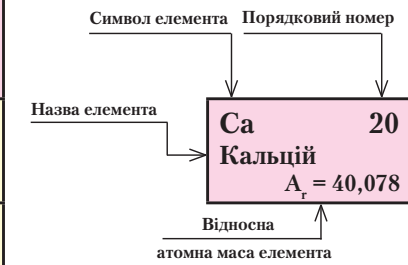 Символ елемента Порядковий номер
Назва елемента
Ca 20
Кальцій
Aᵣ = 40,078
Відносна
атомна маса елемента